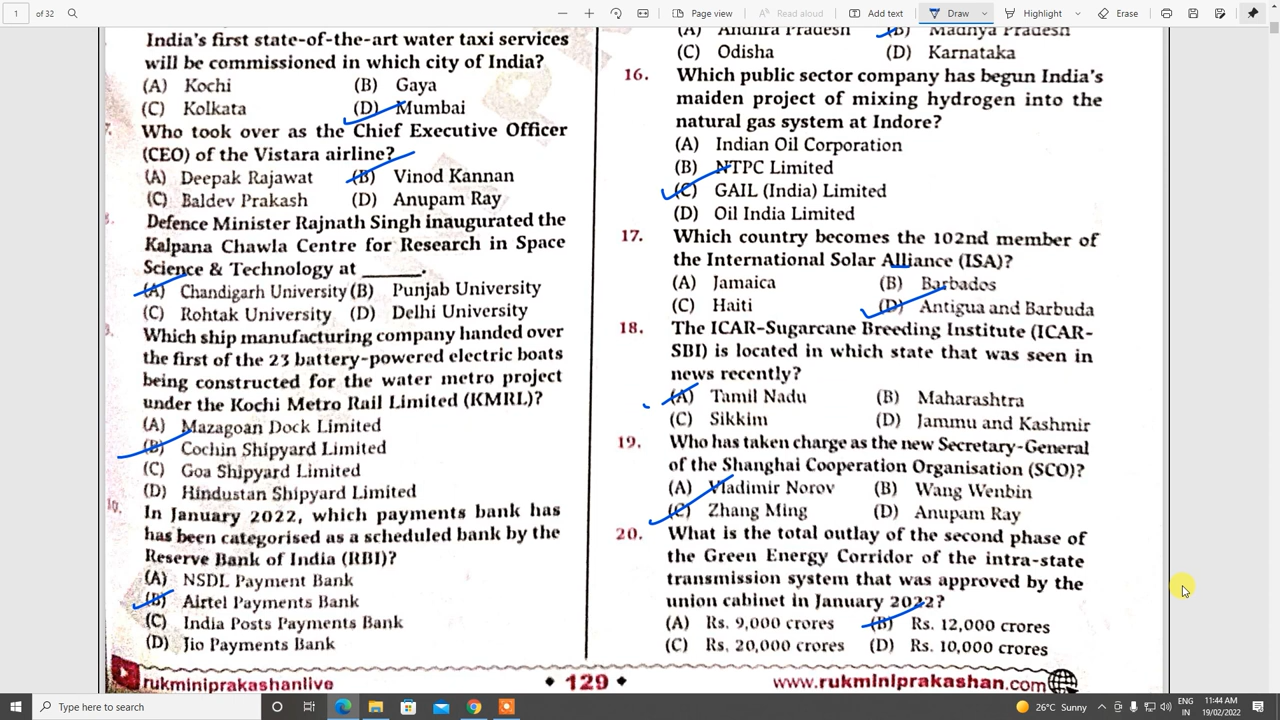 1 of 32 Page view Read aloud Add text Draw Highlight Erase
India's first state-of-the-art water taxi services
will be commissioned in which city of India?
(A) Kochi (B) Gaya
(C) Kolkata (D) Mumbai
Who took over as the Chief Executive Officer
(CEO) of the Vistara airline?
(A) Deepak Rajawat (B) Vinod Kannan
(C) Baldev Prakash (D) Anupam Ray
Defence Minister Rajnath Singh inaugurated the
Kalpana Chawla Centre for Research in Space
Science & Technology at ______.
(A) Chandigarh University (B) Punjab University
(C) Rohtak University (D) Delhi University
Which ship manufacturing company handed over
the first of the 23 battery-powered electric boats
being constructed for the water metro project
under the Kochi Metro Rail Limited (KMRL)?
(A) Mazagoan Dock Limited
(B) Cochin Shipyard Limited
(C) Goa Shipyard Limited
(D) Hindustan Shipyard Limited
10. In January 2022, which payments bank has
has been categorised as a scheduled bank by the
Reserve Bank of India (RBI)?
(A) NSDL Payment Bank
(B) Airtel Payments Bank
(C) India Posts Payments Bank
(D) Jio Payments Bank
(A) Andhra Pradesh (B) Madhya Pradesh
(C) Odisha (D) Karnataka
16. Which public sector company has begun India's
maiden project of mixing hydrogen into the
natural gas system at Indore?
(A) Indian Oil Corporation
(B) NTPC Limited
(C) GAIL (India) Limited
(D) Oil India Limited
17. Which country becomes the 102nd member of
the International Solar Alliance (ISA)?
(A) Jamaica (B) Barbados
(C) Haiti (D) Antigua and Barbuda
18. The ICAR-Sugarcane Breeding Institute (ICAR-
SBI) is located in which state that was seen in
news recently?
(A) Tamil Nadu (B) Maharashtra
(C) Sikkim (D) Jammu and Kashmir
19. Who has taken charge as the new Secretary-General
of the Shanghai Cooperation Organisation (SCO)?
(A) Vladimir Norov (B) Wang Wenbin
(C) Zhang Ming (D) Anupam Ray
20. What is the total outlay of the second phase of
the Green Energy Corridor of the intra-state
transmission system that was approved by the
union cabinet in January 2022?
(A) Rs. 9,000 crores (B) Rs. 12,000 crores
(C) Rs. 20,000 crores (D) Rs. 10,000 crores
rukminiprakashanlive 129 www.rukminiprakashan.com
Type here to search 26°C Sunny ENG 11:44 AM
IN 19/02/2022